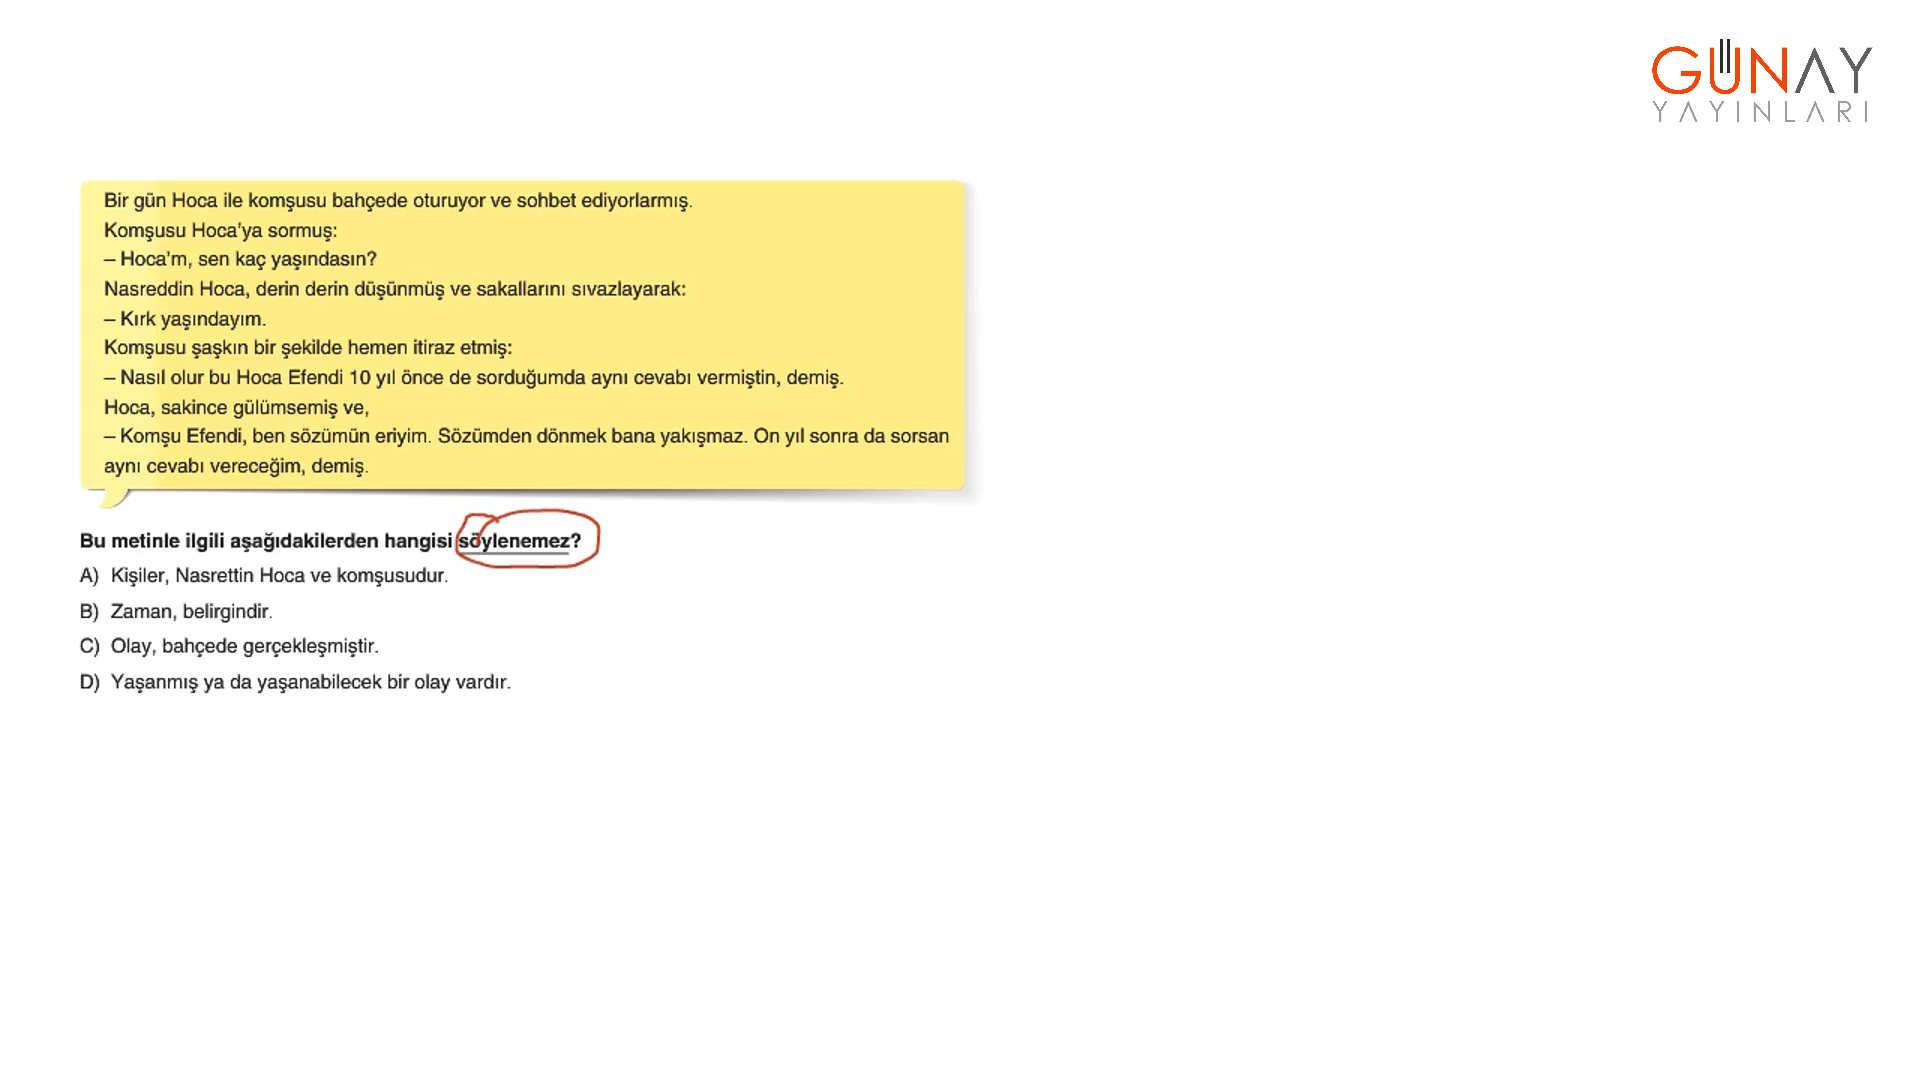 GÜNAY
YAYINLARI
Bir gün Hoca ile komşusu bahçede oturuyor ve sohbet ediyorlarmış.
Komşusu Hoca'ya sormuş:
– Hoca'm, sen kaç yaşındasın?
Nasreddin Hoca, derin derin düşünmüş ve sakallarını sıvazlayarak:
– Kırk yaşındayım.
Komşusu şaşkın bir şekilde hemen itiraz etmiş:
– Nasıl olur bu Hoca Efendi 10 yıl önce de sorduğumda aynı cevabı vermiştin, demiş.
Hoca, sakince gülümsemiş ve,
– Komşu Efendi, ben sözümün eriyim. Sözümden dönmek bana yakışmaz. On yıl sonra da sorsan
aynı cevabı vereceğim, demiş.
Bu metinle ilgili aşağıdakilerden hangisi söylenemez?
A) Kişiler, Nasrettin Hoca ve komşusudur.
B) Zaman, belirgindir.
C) Olay, bahçede gerçekleşmiştir.
D) Yaşanmış ya da yaşanabilecek bir olay vardır.